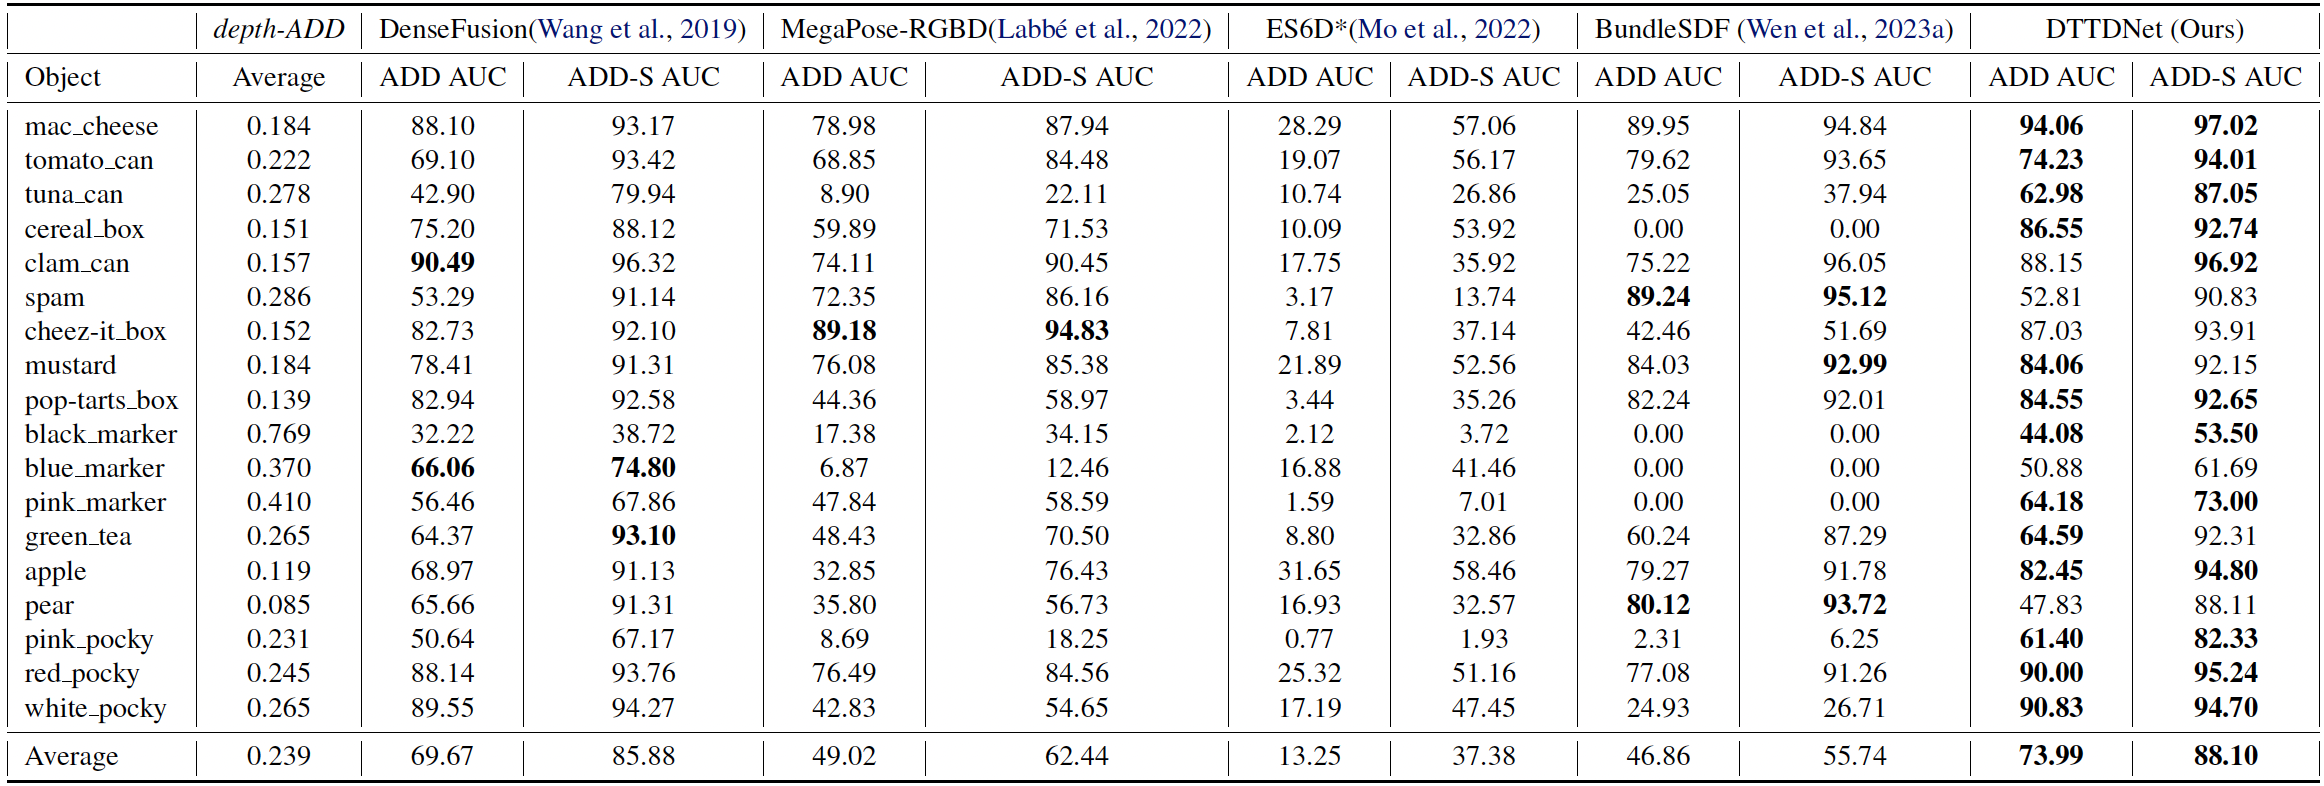 depth-ADD DenseFusion(Wang et al., 2019) MegaPose-RGBD(Labbé et al., 2022) ES6D*(Mo et al., 2022) BundleSDF (Wen et al., 2023a) DTTDNet (Ours)
Object Average ADD AUC ADD-S AUC ADD AUC ADD-S AUC ADD AUC ADD-S AUC ADD AUC ADD-S AUC ADD AUC ADD-S AUC
mac_cheese 0.184 88.10 93.17 78.98 87.94 28.29 57.06 89.95 94.84 94.06 97.02
tomato_can 0.222 69.10 93.42 68.85 84.48 19.07 56.17 79.62 93.65 74.23 94.01
tuna_can 0.278 42.90 79.94 8.90 22.11 10.74 26.86 25.05 37.94 62.98 87.05
cereal_box 0.151 75.20 88.12 59.89 71.53 10.09 53.92 0.00 0.00 86.55 92.74
clam_can 0.157 90.49 96.32 74.11 90.45 17.75 35.92 75.22 96.05 88.15 96.92
spam 0.286 53.29 91.14 72.35 86.16 3.17 13.74 89.24 95.12 52.81 90.83
cheez-it_box 0.152 82.73 92.10 89.18 94.83 7.81 37.14 42.46 51.69 87.03 93.91
mustard 0.184 78.41 91.31 76.08 85.38 21.89 52.56 84.03 92.99 84.06 92.15
pop-tarts_box 0.139 82.94 92.58 44.36 58.97 3.44 35.26 82.24 92.01 84.55 92.65
black_marker 0.769 32.22 38.72 17.38 34.15 2.12 3.72 0.00 0.00 44.08 53.50
blue_marker 0.370 66.06 74.80 6.87 12.46 16.88 41.46 0.00 0.00 50.88 61.69
pink_marker 0.410 56.46 67.86 47.84 58.59 1.59 7.01 0.00 0.00 64.18 73.00
green_tea 0.265 64.37 93.10 48.43 70.50 8.80 32.86 60.24 87.29 64.59 92.31
apple 0.119 68.97 91.13 32.85 76.43 31.65 58.46 79.27 91.78 82.45 94.80
pear 0.085 65.66 91.31 35.80 56.73 16.93 32.57 80.12 93.72 47.83 88.11
pink_pocky 0.231 50.64 67.17 8.69 18.25 0.77 1.93 2.31 6.25 61.40 82.33
red_pocky 0.245 88.14 93.76 76.49 84.56 25.32 51.16 77.08 91.26 90.00 95.24
white_pocky 0.265 89.55 94.27 42.83 54.65 17.19 47.45 24.93 26.71 90.83 94.70
Average 0.239 69.67 85.88 49.02 62.44 13.25 37.38 46.86 55.74 73.99 88.10